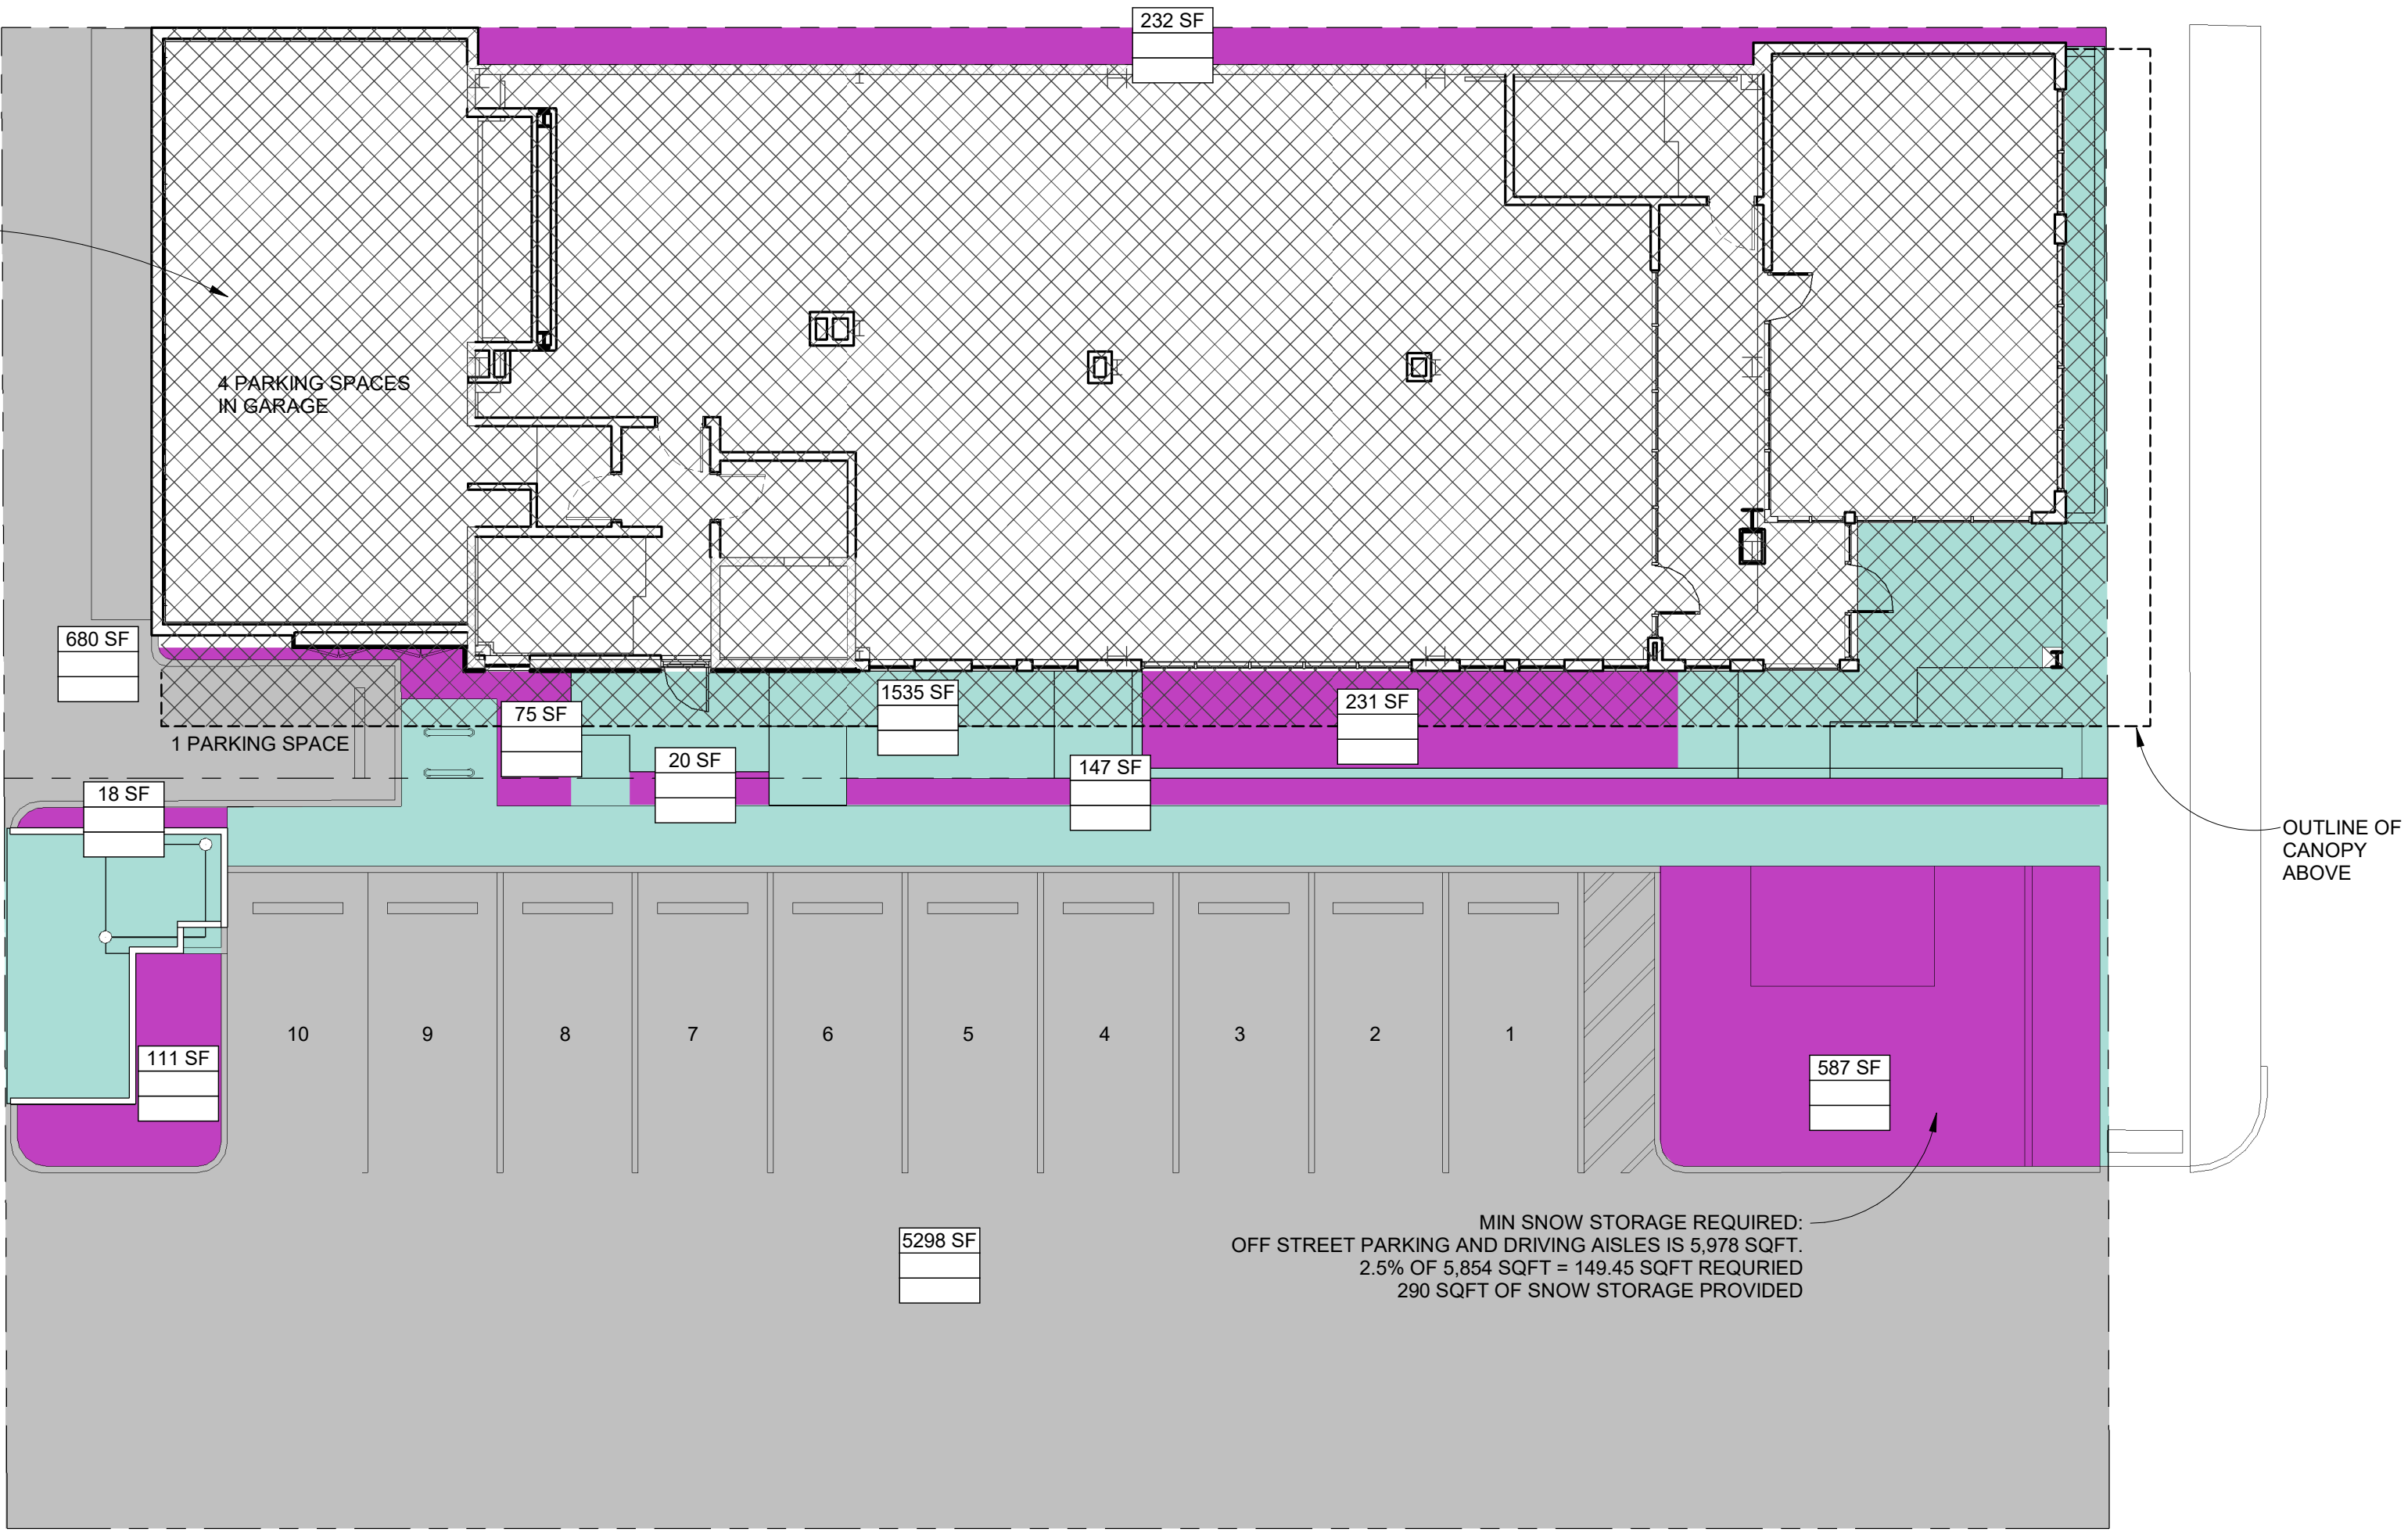 232 SF
4 PARKING SPACES
IN GARAGE
680 SF
1535 SF
231 SF
75 SF
1 PARKING SPACE
20 SF
147 SF
18 SF
OUTLINE OF
CANOPY
ABOVE
10
9
8
7
6
5
4
3
2
1
111 SF
587 SF
MIN SNOW STORAGE REQUIRED:
OFF STREET PARKING AND DRIVING AISLES IS 5,978 SQFT.
2.5% OF 5,854 SQFT = 149.45 SQFT REQURIED
290 SQFT OF SNOW STORAGE PROVIDED
5298 SF